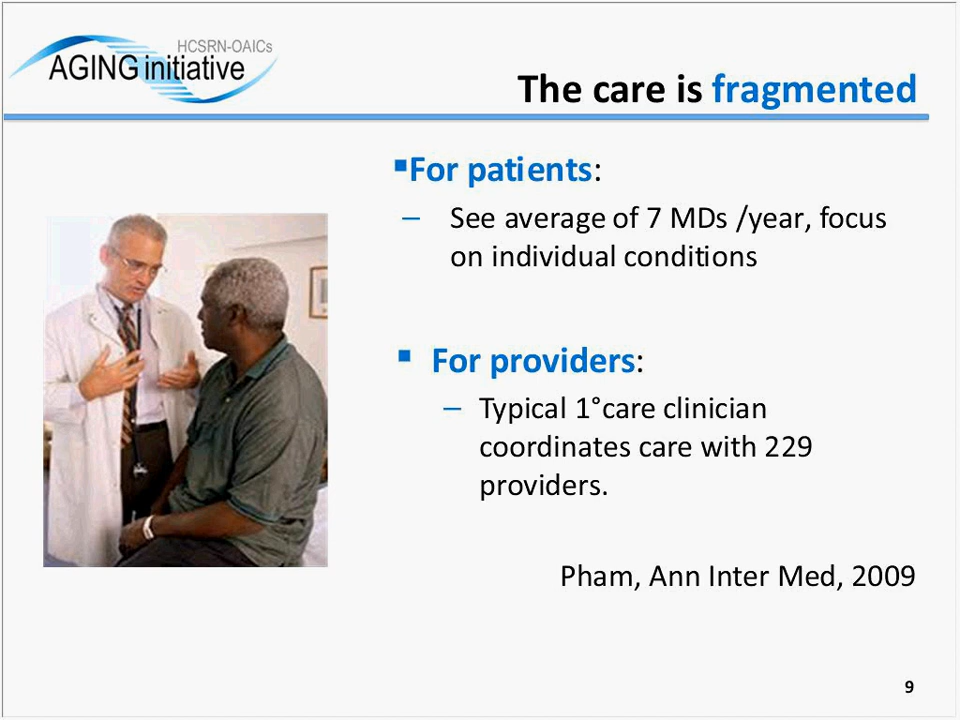 HCSRN-OAICs
AGING initiative
The care is fragmented
▪For patients:
– See average of 7 MDs /year, focus
on individual conditions
▪ For providers:
– Typical 1°care clinician
coordinates care with 229
providers.
Pham, Ann Inter Med, 2009
9